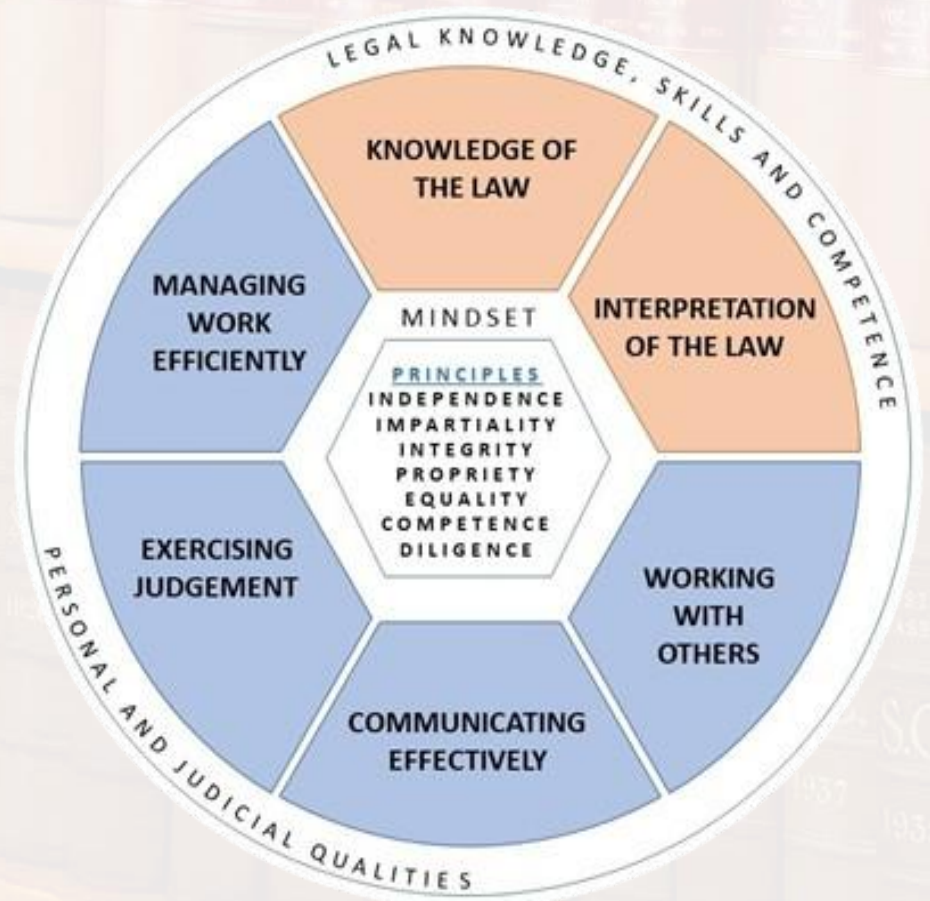 LEGAL KNOWLEDGE, SKILLS AND COMPETENCE
KNOWLEDGE OF
THE LAW
INTERPRETATION
OF THE LAW
WORKING
WITH
OTHERS
COMMUNICATING
EFFECTIVELY
EXERCISING
JUDGEMENT
MANAGING
WORK
EFFICIENTLY
MINDSET
PRINCIPLES
INDEPENDENCE
IMPARTIALITY
INTEGRITY
PROPRIETY
EQUALITY
COMPETENCE
DILIGENCE
PERSONAL AND JUDICIAL QUALITIES
1937